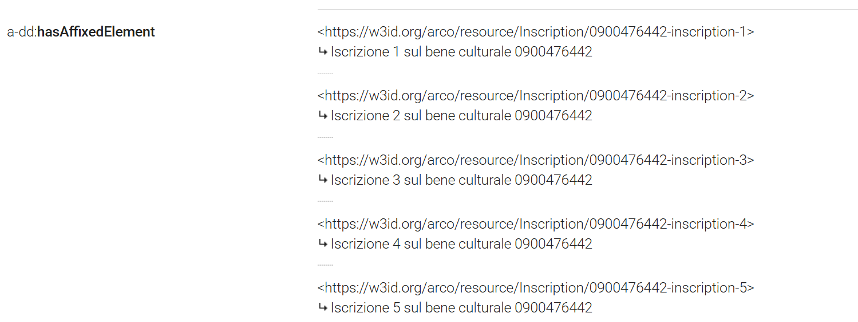 a-dd:hasAffixedElement
<https://w3id.org/arco/resource/Inscription/0900476442-inscription-1>
↳ Iscrizione 1 sul bene culturale 0900476442
<https://w3id.org/arco/resource/Inscription/0900476442-inscription-2>
↳ Iscrizione 2 sul bene culturale 0900476442
<https://w3id.org/arco/resource/Inscription/0900476442-inscription-3>
↳ Iscrizione 3 sul bene culturale 0900476442
<https://w3id.org/arco/resource/Inscription/0900476442-inscription-4>
↳ Iscrizione 4 sul bene culturale 0900476442
<https://w3id.org/arco/resource/Inscription/0900476442-inscription-5>
↳ Iscrizione 5 sul bene culturale 0900476442